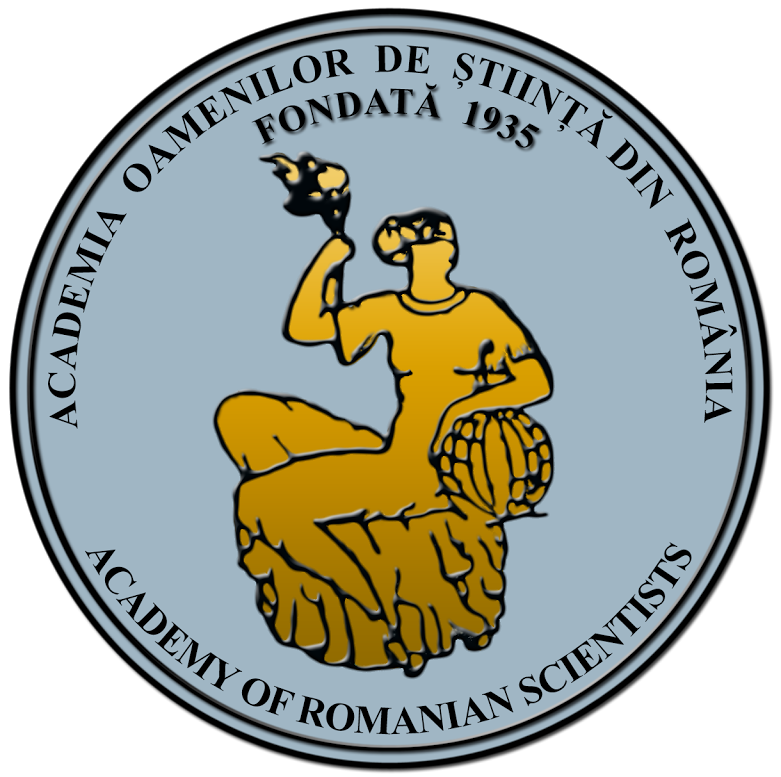 ACADEMIA OAMENILOR DE ȘTIINȚĂ DIN ROMÂNIA
FONDATĂ 1935
ACADEMY OF ROMANIAN SCIENTISTS